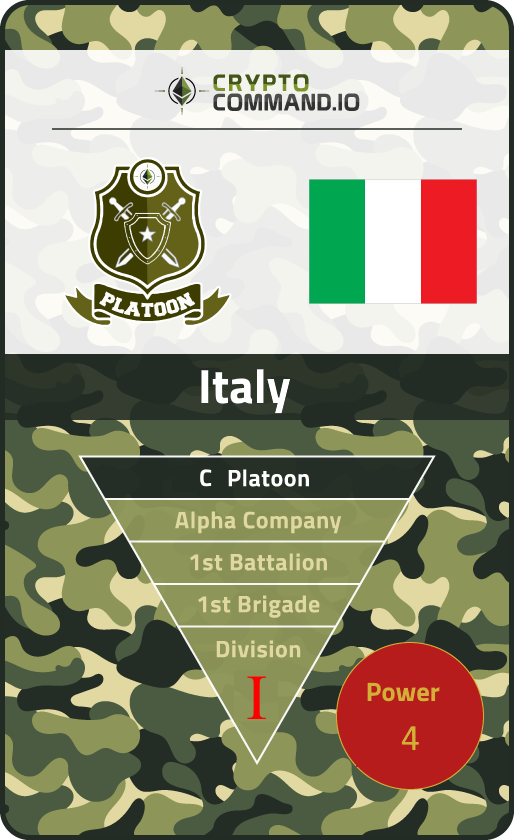 CRYPTO
COMMAND.IO
PLATOON
Italy
C Platoon
Alpha Company
1st Battalion
1st Brigade
Division
I
Power
4